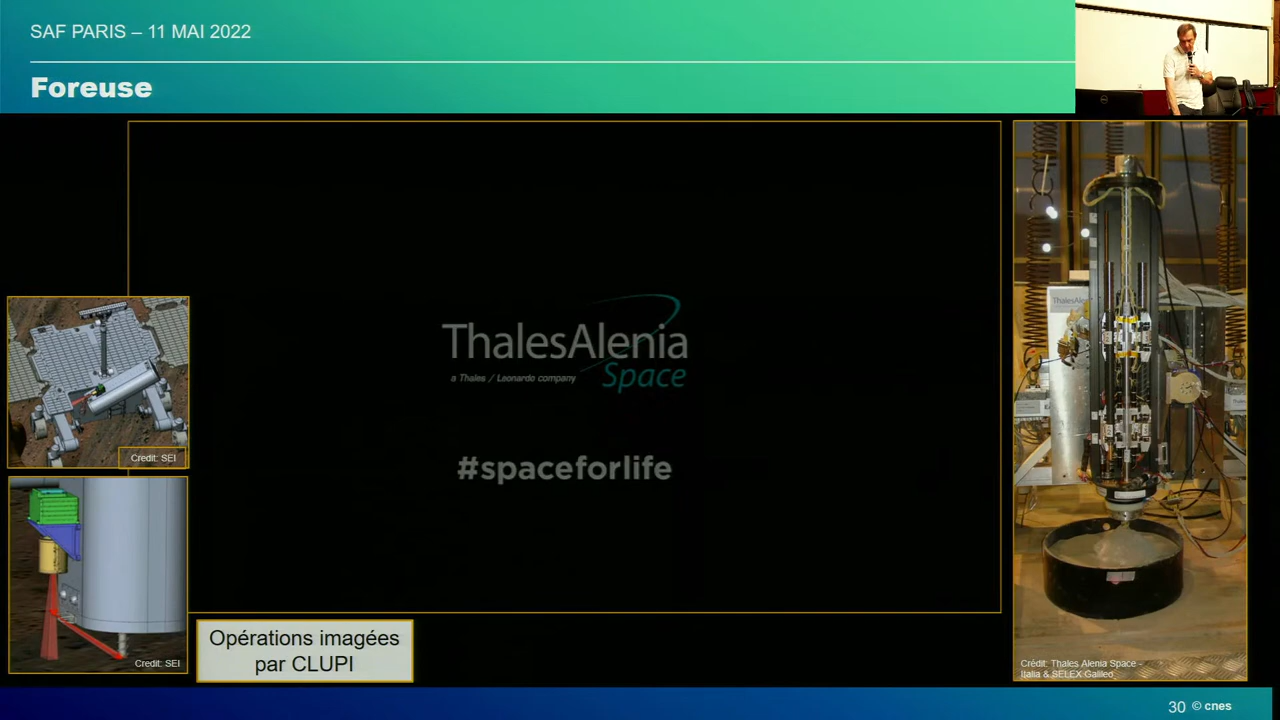 SAF PARIS – 11 MAI 2022
Foreuse
ThalesAlenia
a Thales / Leonardo company
Space
#spaceforlife
Credit: SEI
Credit: SEI
Opérations imagées
par CLUPI
Crédit: Thales Alenia Space -
Italia & SELEX Galileo
30 © cnes